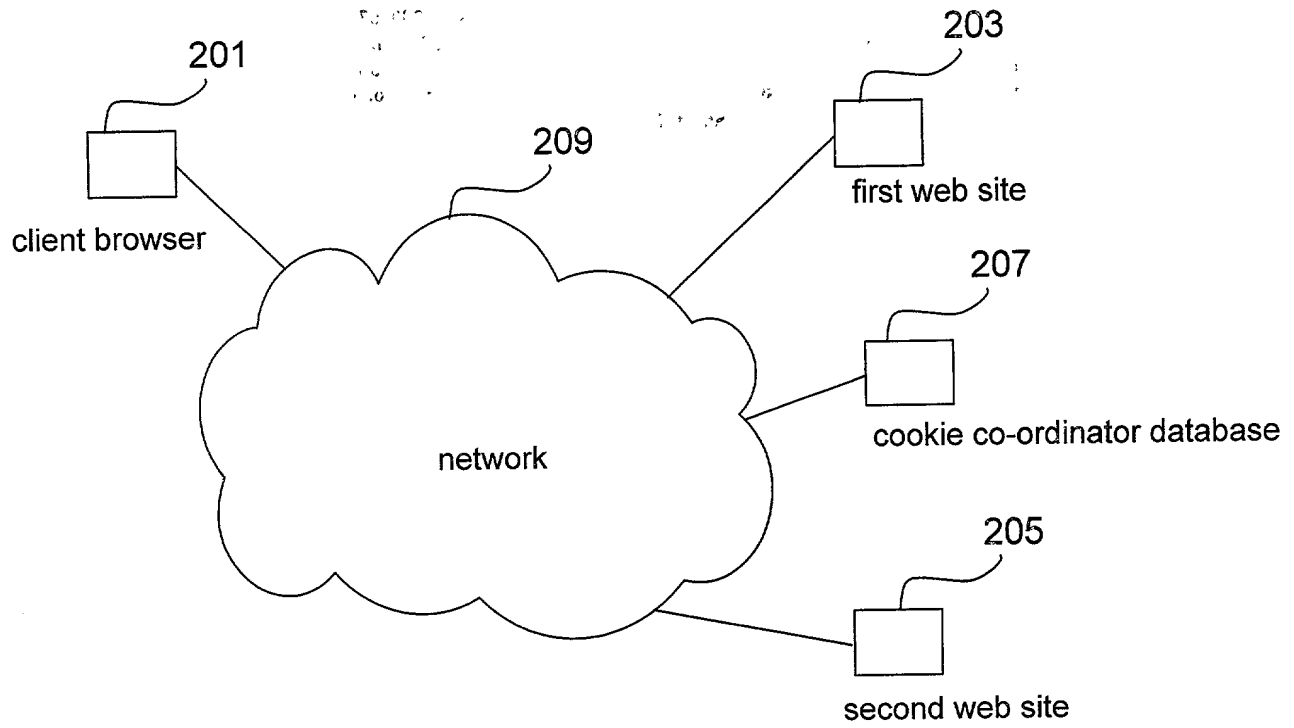 201
203
209
first web site
client browser
207
cookie co-ordinator database
network
205
second web site